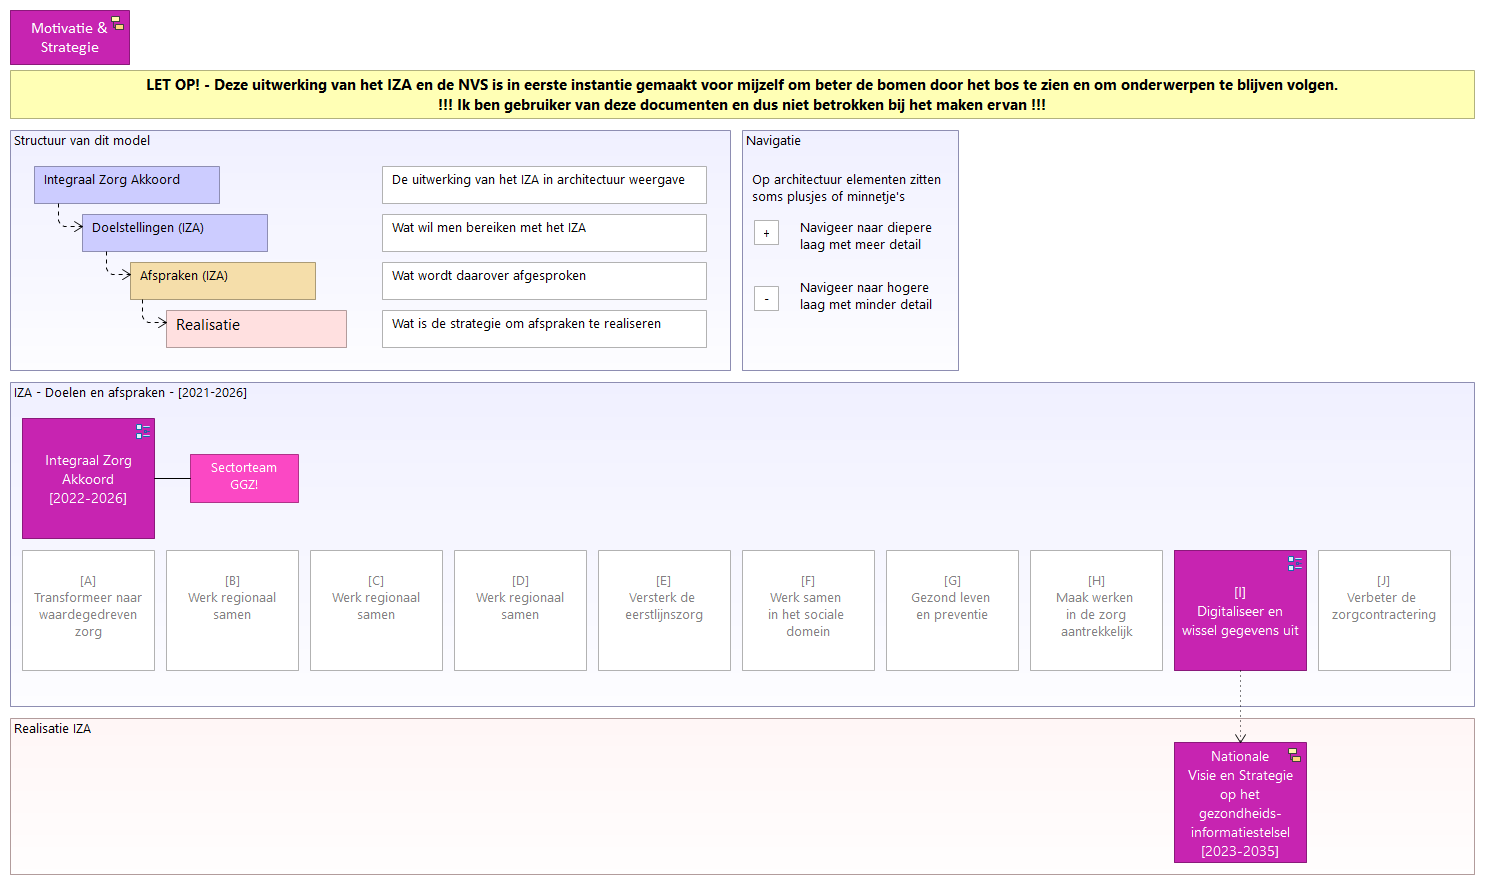 Motivatie &
Strategie
LET OP! - Deze uitwerking van het IZA en de NVS is in eerste instantie gemaakt voor mijzelf om beter de bomen door het bos te zien en om onderwerpen te blijven volgen.
!!! Ik ben gebruiker van deze documenten en dus niet betrokken bij het maken ervan !!!
Structuur van dit model
Integraal Zorg Akkoord
De uitwerking van het IZA in architectuur weergave
Doelstellingen (IZA)
Wat wil men bereiken met het IZA
Afspraken (IZA)
Wat wordt daarover afgesproken
Realisatie
Wat is de strategie om afspraken te realiseren
Navigatie
Op architectuur elementen zitten
soms plusjes of minnetje's
+
Navigeer naar diepere
laag met meer detail
-
Navigeer naar hogere
laag met minder detail
IZA - Doelen en afspraken - [2021-2026]
Integraal Zorg
Akkoord
[2022-2026]
Sectorteam
GGZ!
[A]
Transformeer naar
waardegedreven
zorg
[B]
Werk regionaal
samen
[C]
Werk regionaal
samen
[D]
Werk regionaal
samen
[E]
Versterk de
eerstlijnszorg
[F]
Werk samen
in het sociale
domein
[G]
Gezond leven
en preventie
[H]
Maak werken
in de zorg
aantrekkelijk
[I]
Digitaliseer en
wissel gegevens uit
[J]
Verbeter de
zorgcontractering
Realisatie IZA
Nationale
Visie en Strategie
op het
gezondheids-
informatiestelsel
[2023-2035]